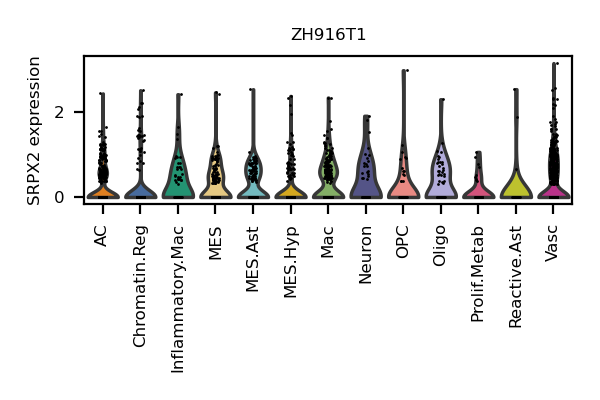 ZH916T1
SRPX2 expression
2
0
AC
Chromatin.Reg
Inflammatory.Mac
MES
MES.Ast
MES.Hyp
Mac
Neuron
OPC
Oligo
Prolif.Metab
Reactive.Ast
Vasc